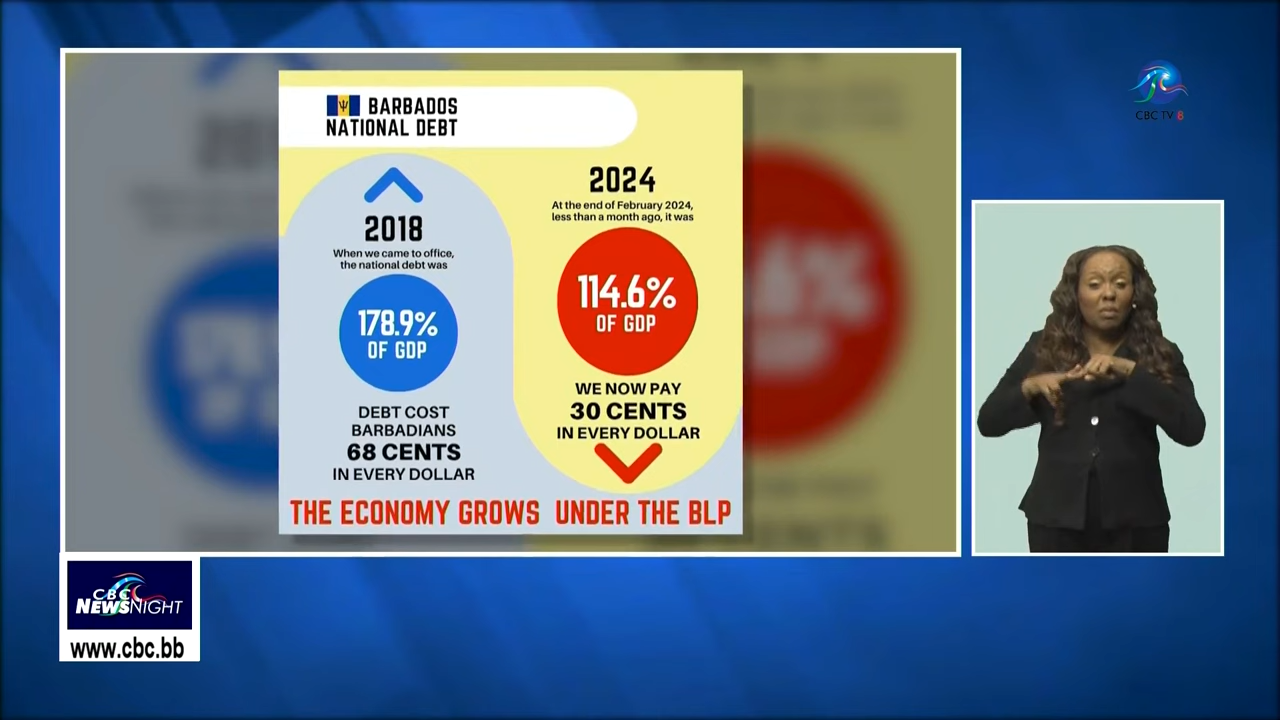 BARBADOS
NATIONAL DEBT
2018
When we came to office,
the national debt was
178.9%
OF GDP
DEBT COST
BARBADIANS
68 CENTS
IN EVERY DOLLAR
2024
At the end of February 2024,
less than a month ago, it was
114.6%
OF GDP
WE NOW PAY
30 CENTS
IN EVERY DOLLAR
THE ECONOMY GROWS UNDER THE BLP
CBC TV 8
CBC
NEWSNIGHT
www.cbc.bb